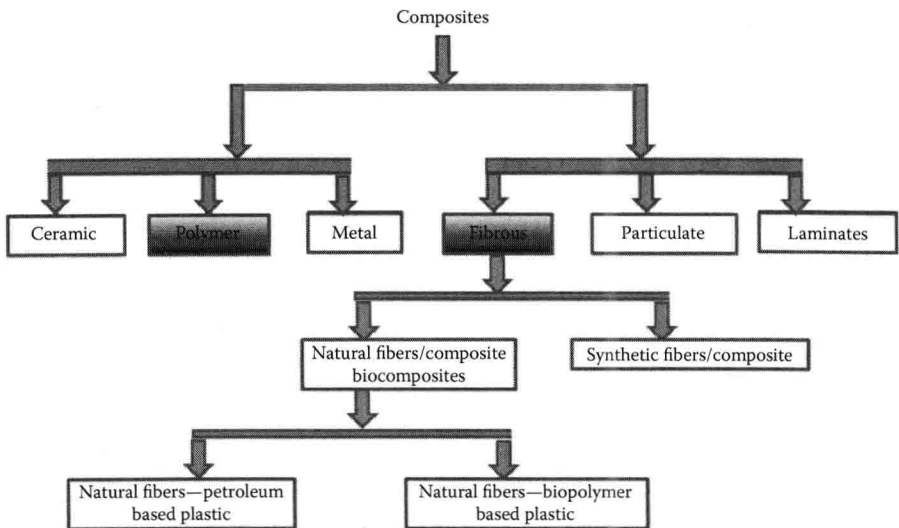 Composites
Ceramic
Polymer
Metal
Fibrous
Particulate
Laminates
Natural fibers/composite
biocomposites
Synthetic fibers/composite
Natural fibers—petroleum
based plastic
Natural fibers—biopolymer
based plastic